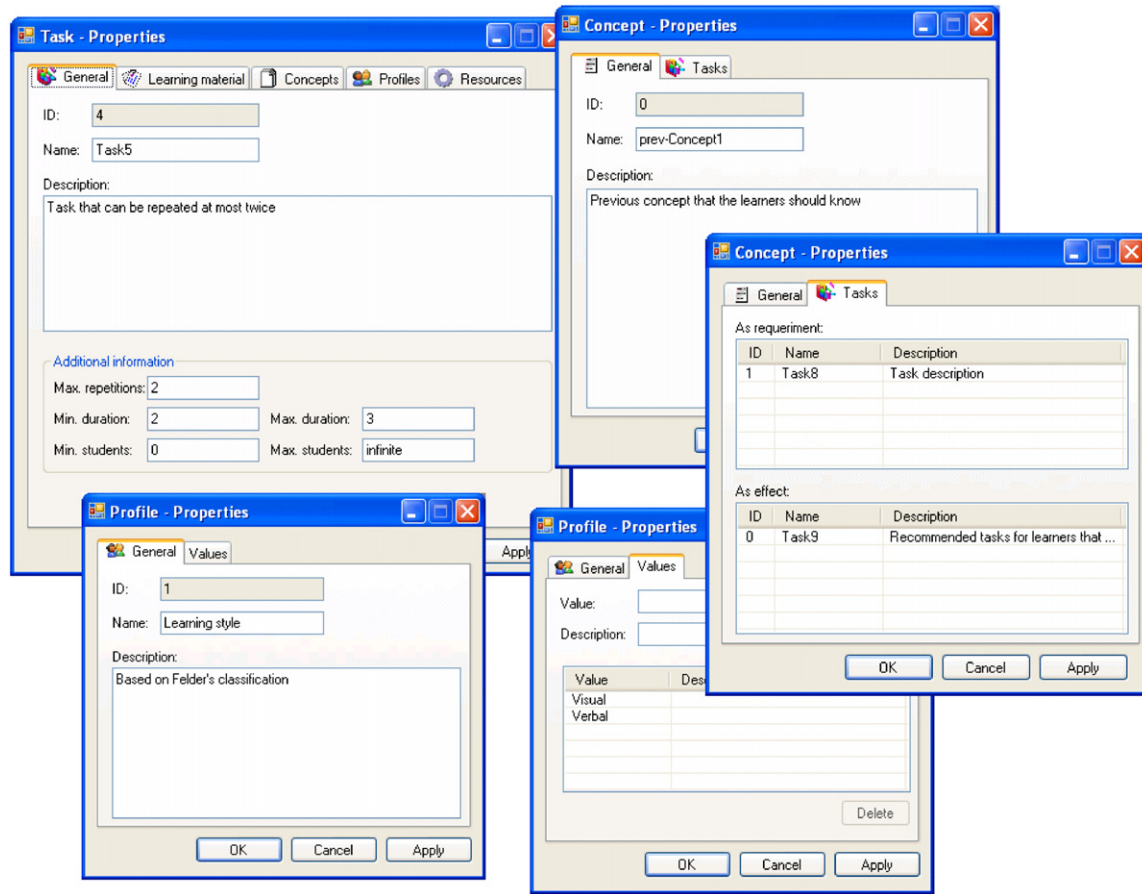 Task - Properties
General Learning material Concepts Profiles Resources
ID: 4
Name: Task5
Description:
Task that can be repeated at most twice
Additional information
Max. repetitions: 2
Min. duration: 2 Max. duration: 3
Min. students: 0 Max. students: infinite
Apply
Concept - Properties
General Tasks
ID: 0
Name: prev-Concept1
Description:
Previous concept that the learners should know
Concept - Properties
General Tasks
As requeriment:
ID Name Description
1 Task8 Task description
As effect:
ID Name Description
0 Task9 Recommended tasks for learners that ...
OK Cancel Apply
Profile - Properties
General Values
ID: 1
Name: Learning style
Description:
Based on Felder's classification
OK Cancel Apply
Profile - Properties
General Values
Value:
Description:
Value
Visual
Verbal
Delete
OK Cancel Apply